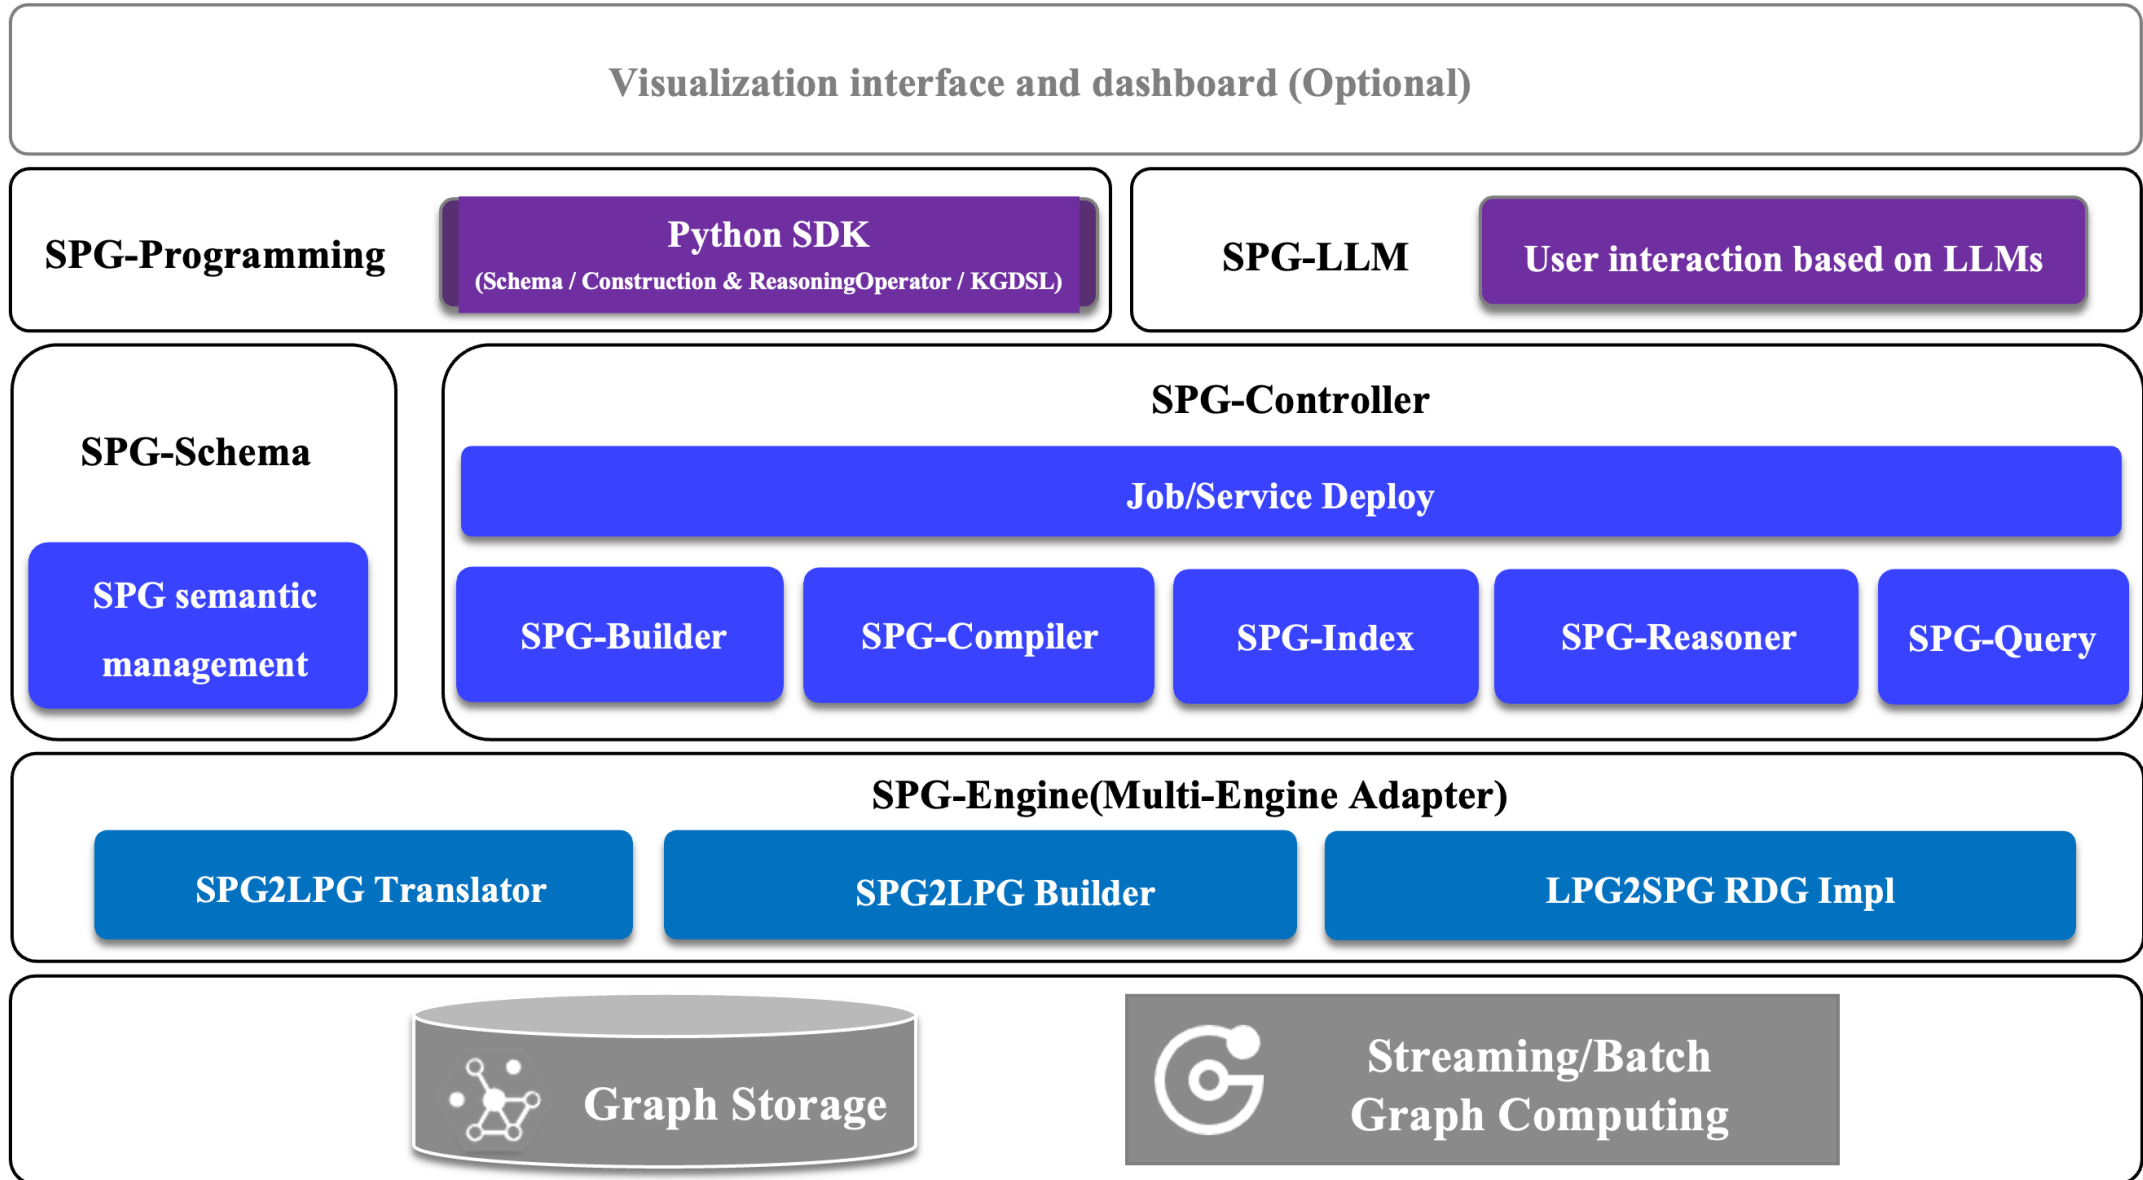 Visualization interface and dashboard (Optional)
SPG-Programming
Python SDK
(Schema / Construction & ReasoningOperator / KGDSL)
SPG-LLM
User interaction based on LLMs
SPG-Schema
SPG semantic
management
SPG-Controller
Job/Service Deploy
SPG-Builder
SPG-Compiler
SPG-Index
SPG-Reasoner
SPG-Query
SPG-Engine(Multi-Engine Adapter)
SPG2LPG Translator
SPG2LPG Builder
LPG2SPG RDG Impl
Graph Storage
Streaming/Batch
Graph Computing